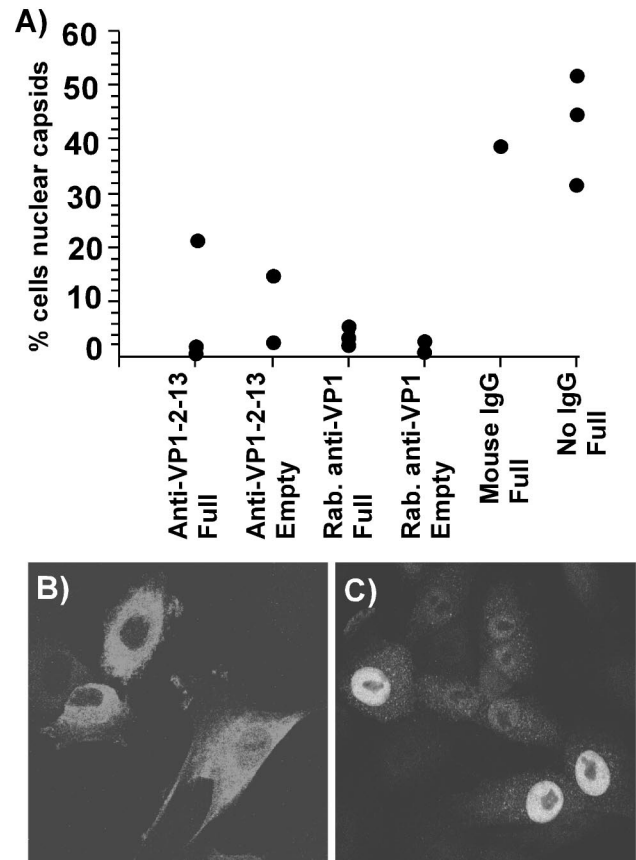 A)
60
50
40
30
20
10
0
% cells nuclear capsids
Anti-VP1-2-13
Full
Anti-VP1-2-13
Empty
Rab. anti-VP1
Full
Rab. anti-VP1
Empty
Mouse IgG
Full
No IgG
Full
B)
C)